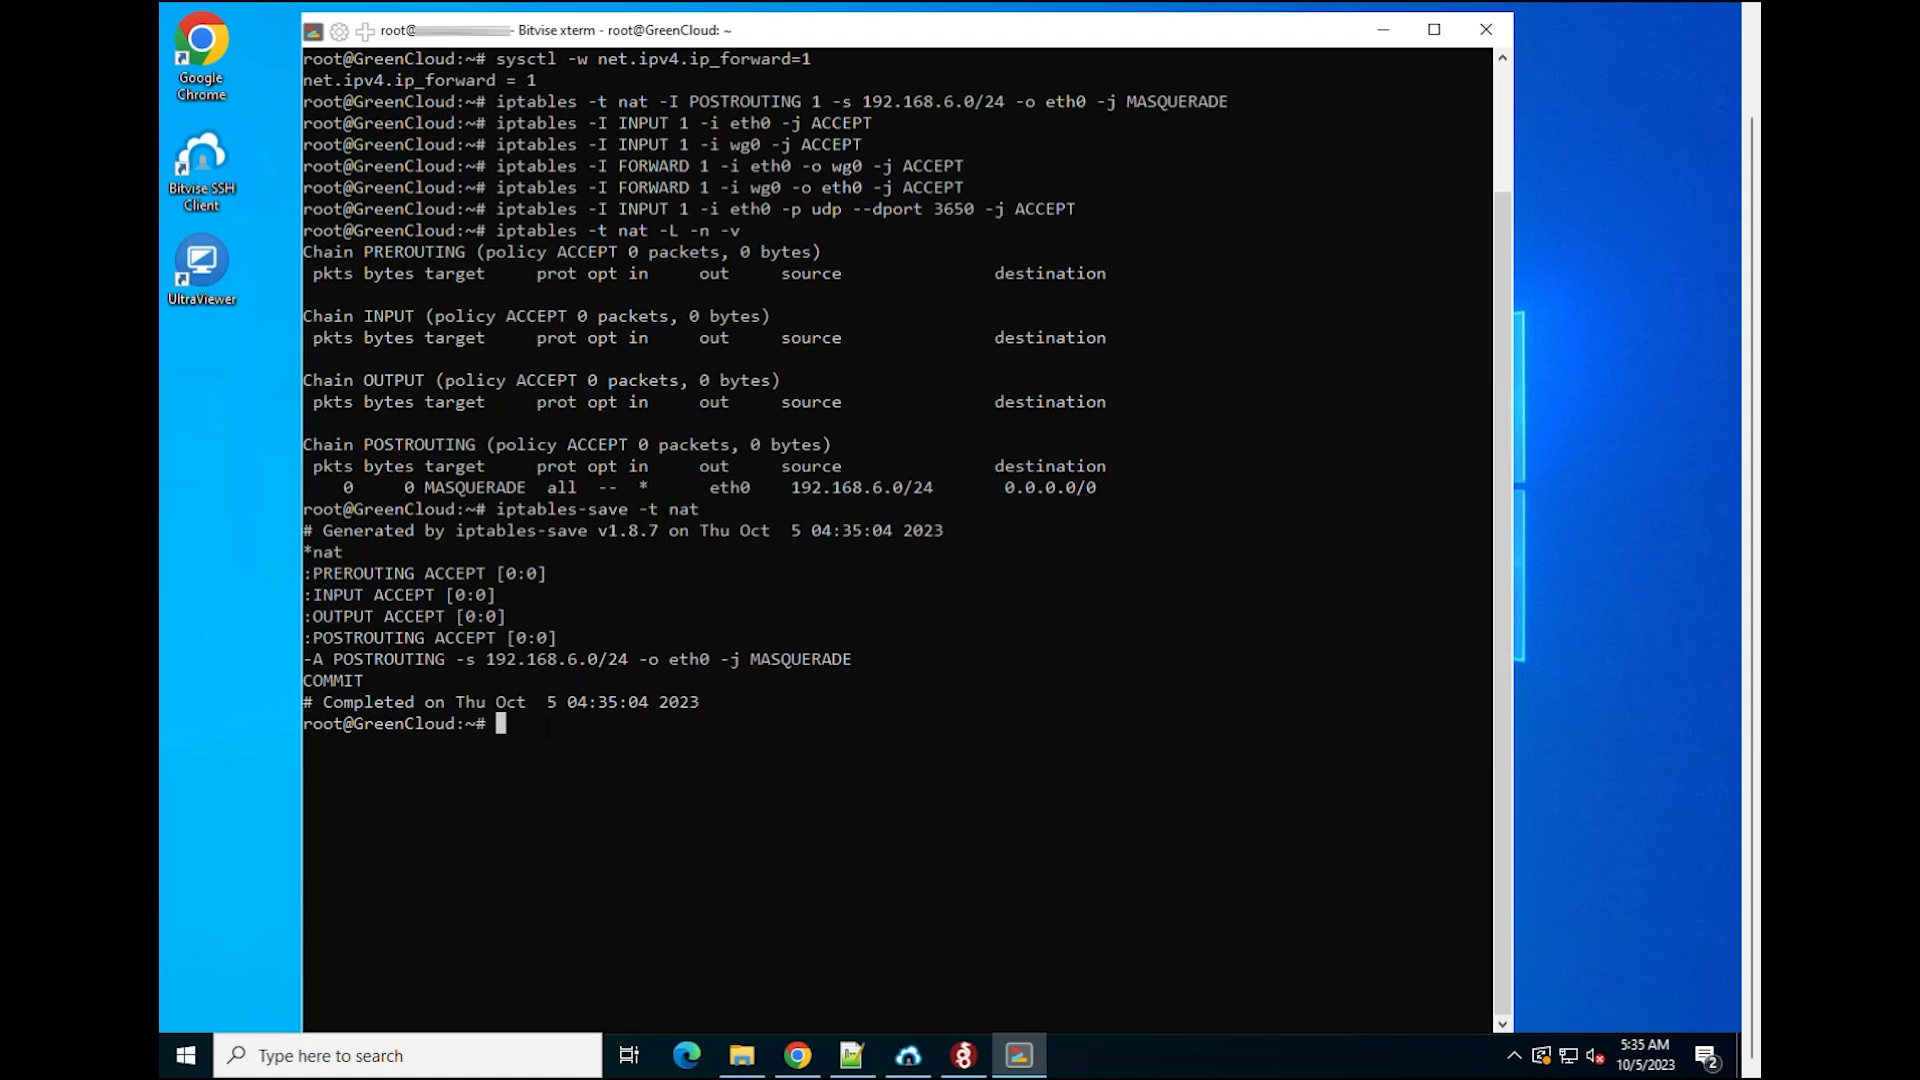 Google
Chrome
Bitvise SSH
Client
UltraViewer
root@ - Bitvise xterm - root@GreenCloud: ~
root@GreenCloud:~# sysctl -w net.ipv4.ip_forward=1
net.ipv4.ip_forward = 1
root@GreenCloud:~# iptables -t nat -I POSTROUTING 1 -s 192.168.6.0/24 -o eth0 -j MASQUERADE
root@GreenCloud:~# iptables -I INPUT 1 -i eth0 -j ACCEPT
root@GreenCloud:~# iptables -I INPUT 1 -i wg0 -j ACCEPT
root@GreenCloud:~# iptables -I FORWARD 1 -i eth0 -o wg0 -j ACCEPT
root@GreenCloud:~# iptables -I FORWARD 1 -i wg0 -o eth0 -j ACCEPT
root@GreenCloud:~# iptables -I INPUT 1 -i eth0 -p udp --dport 3650 -j ACCEPT
root@GreenCloud:~# iptables -t nat -L -n -v
Chain PREROUTING (policy ACCEPT 0 packets, 0 bytes)
pkts bytes target prot opt in out source destination
Chain INPUT (policy ACCEPT 0 packets, 0 bytes)
pkts bytes target prot opt in out source destination
Chain OUTPUT (policy ACCEPT 0 packets, 0 bytes)
pkts bytes target prot opt in out source destination
Chain POSTROUTING (policy ACCEPT 0 packets, 0 bytes)
pkts bytes target prot opt in out source destination
0 0 MASQUERADE all -- * eth0 192.168.6.0/24 0.0.0.0/0
root@GreenCloud:~# iptables-save -t nat
# Generated by iptables-save v1.8.7 on Thu Oct 5 04:35:04 2023
*nat
:PREROUTING ACCEPT [0:0]
:INPUT ACCEPT [0:0]
:OUTPUT ACCEPT [0:0]
:POSTROUTING ACCEPT [0:0]
-A POSTROUTING -s 192.168.6.0/24 -o eth0 -j MASQUERADE
COMMIT
# Completed on Thu Oct 5 04:35:04 2023
root@GreenCloud:~#
Type here to search
5:35 AM
10/5/2023
2